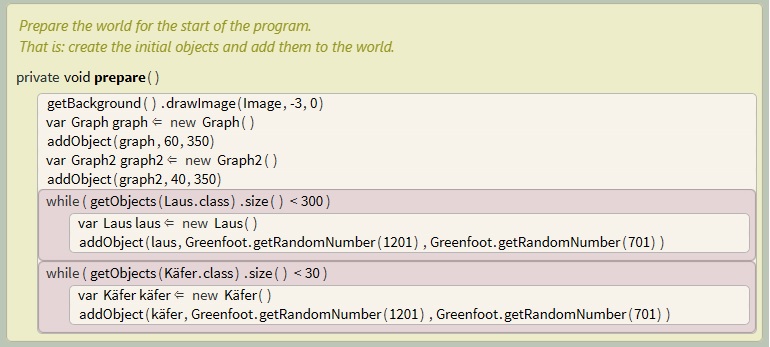 Prepare the world for the start of the program.
That is: create the initial objects and add them to the world.
private void prepare()
getBackground().drawImage(Image, -3, 0)
var Graph graph ⇐ new Graph()
addObject(graph, 60, 350)
var Graph2 graph2 ⇐ new Graph2()
addObject(graph2, 40, 350)
while( getObjects(Laus.class).size() < 300)
var Laus laus ⇐ new Laus()
addObject(laus, Greenfoot.getRandomNumber(1201), Greenfoot.getRandomNumber(701))
while( getObjects(Käfer.class).size() < 30)
var Käfer käfer ⇐ new Käfer()
addObject(käfer, Greenfoot.getRandomNumber(1201), Greenfoot.getRandomNumber(701))